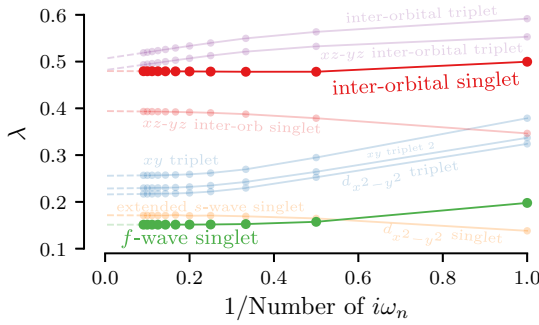 0.6
inter-orbital triplet
0.5
xz-yz inter-orbital triplet
inter-orbital singlet
0.4
xz-yz inter-orb singlet
λ
0.3
xy triplet
xy triplet 2
d_{x²−y²} triplet
0.2
extended s-wave singlet
f-wave singlet
d_{x²−y²} singlet
0.1
0.0 0.2 0.4 0.6 0.8 1.0
1/Number of iω_n